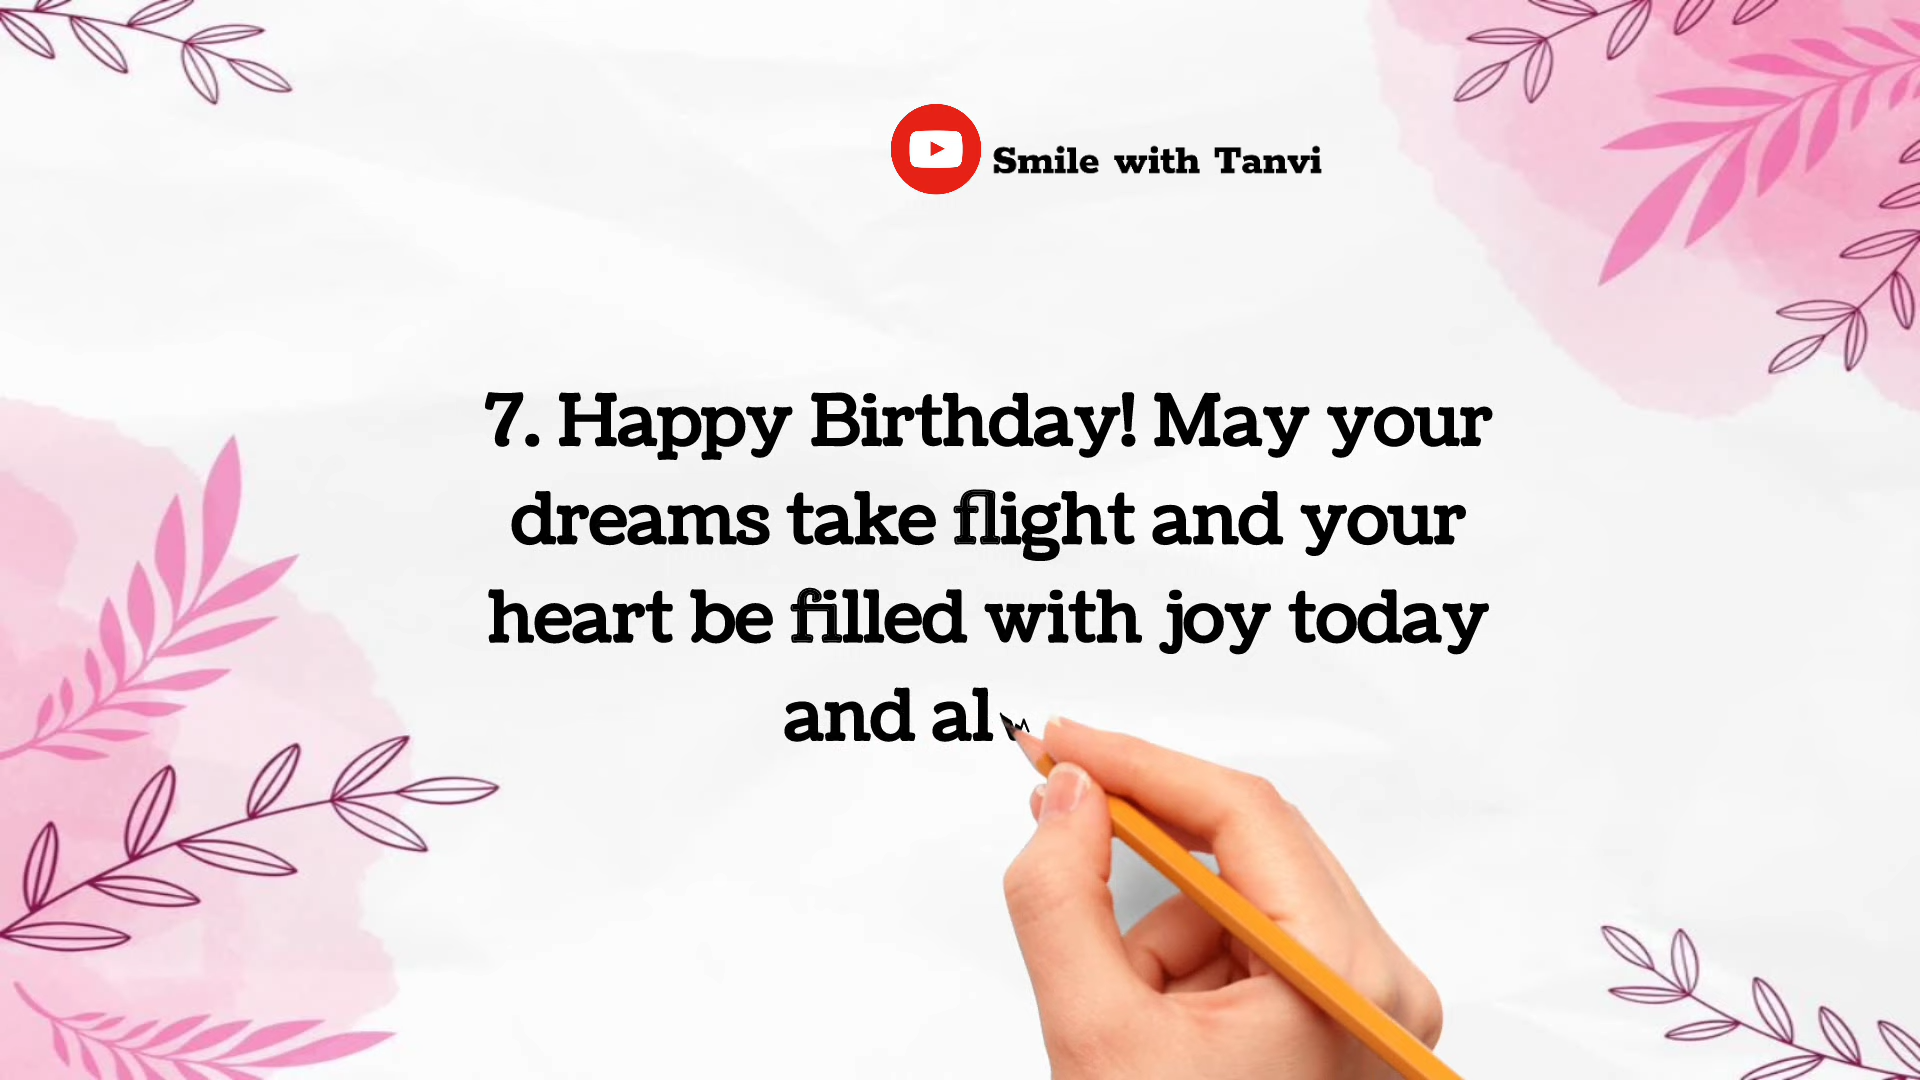 Smile with Tanvi
7. Happy Birthday! May your
dreams take flight and your
heart be filled with joy today
and al